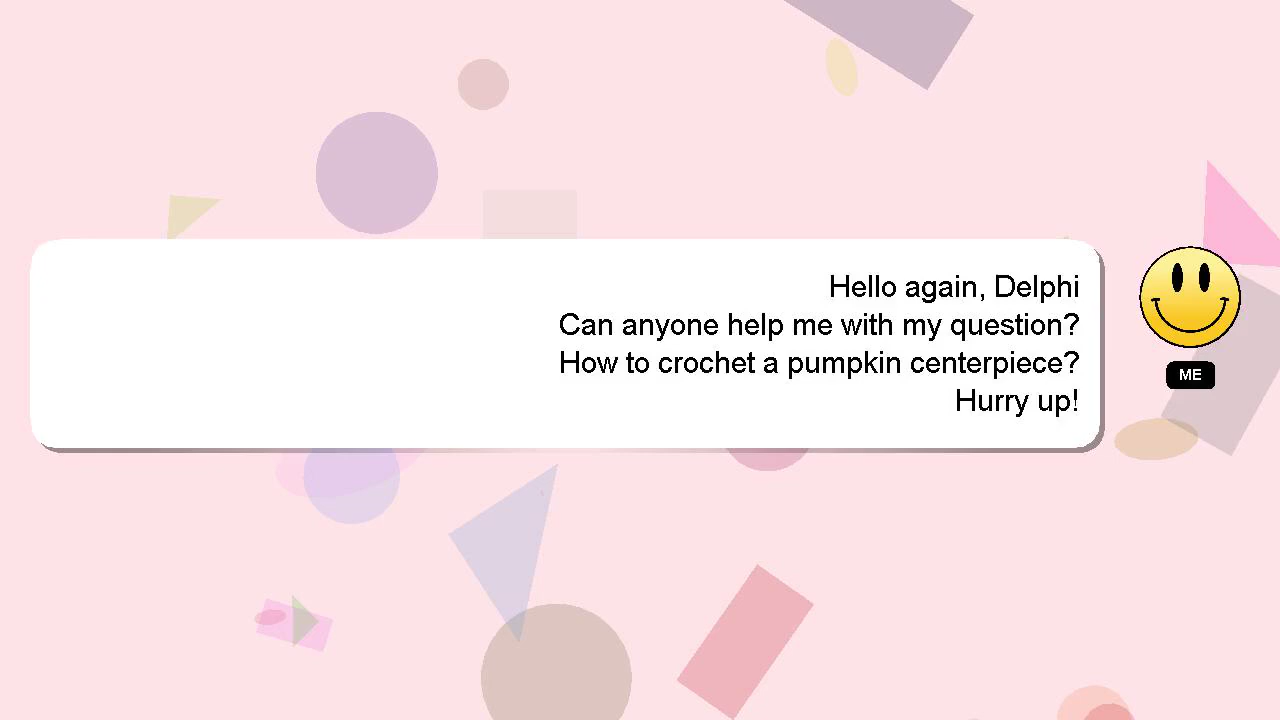 Hello again, Delphi
Can anyone help me with my question?
How to crochet a pumpkin centerpiece?
Hurry up!
ME